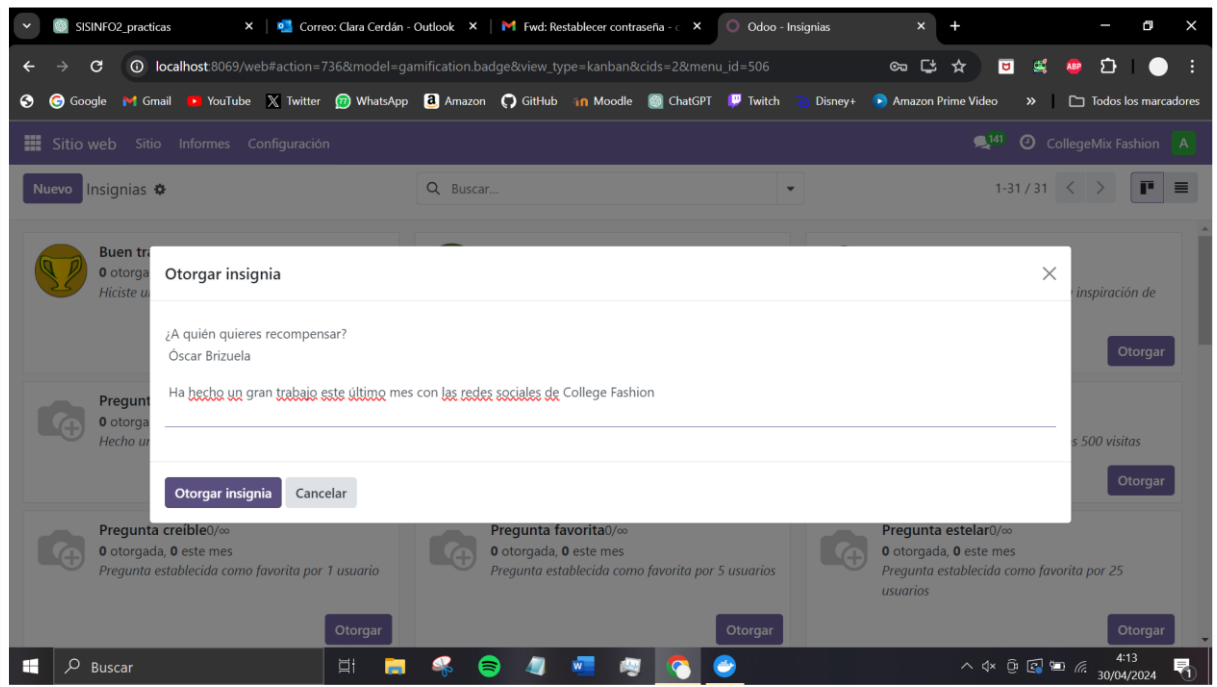 SISINFO2_practicas
Correo: Clara Cerdán - Outlook
Fwd: Restablecer contraseña - c
Odoo - Insignias
localhost:8069/web#action=736&model=gamification.badge&view_type=kanban&cids=2&menu_id=506
ABP
Google Gmail YouTube Twitter WhatsApp Amazon GitHub Moodle ChatGPT Twitch Disney+ Amazon Prime Video » Todos los marcadores
Sitio web Sitio Informes Configuración 141 CollegeMix Fashion A
Nuevo Insignias Buscar... 1-31 / 31
Buen tra
0 otorga
Hiciste u
inspiración de
Otorgar
Otorgar insignia
¿A quién quieres recompensar?
Óscar Brizuela
Ha hecho un gran trabajo este último mes con las redes sociales de College Fashion
Otorgar insignia Cancelar
Pregunt
0 otorga
Hecho un
s 500 visitas
Otorgar
Pregunta creíble0/∞
0 otorgada, 0 este mes
Pregunta establecida como favorita por 1 usuario
Otorgar
Pregunta favorita0/∞
0 otorgada, 0 este mes
Pregunta establecida como favorita por 5 usuarios
Otorgar
Pregunta estelar0/∞
0 otorgada, 0 este mes
Pregunta establecida como favorita por 25
usuarios
Otorgar
Buscar
4:13
30/04/2024
1